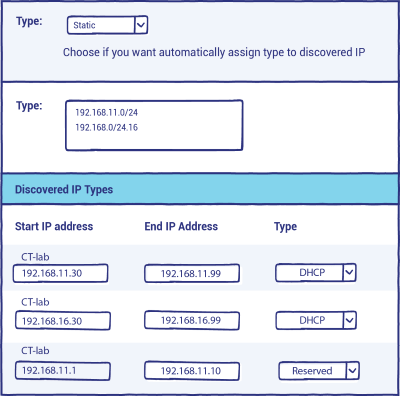 Type: Static
Choose if you want automatically assign type to discovered IP
Type:
192.168.11.0/24
192.168.0/24.16
Discovered IP Types
Start IP address End IP Address Type
CT-lab
192.168.11.30 192.168.11.99 DHCP
CT-lab
192.168.16.30 192.168.16.99 DHCP
CT-lab
192.168.11.1 192.168.11.10 Reserved